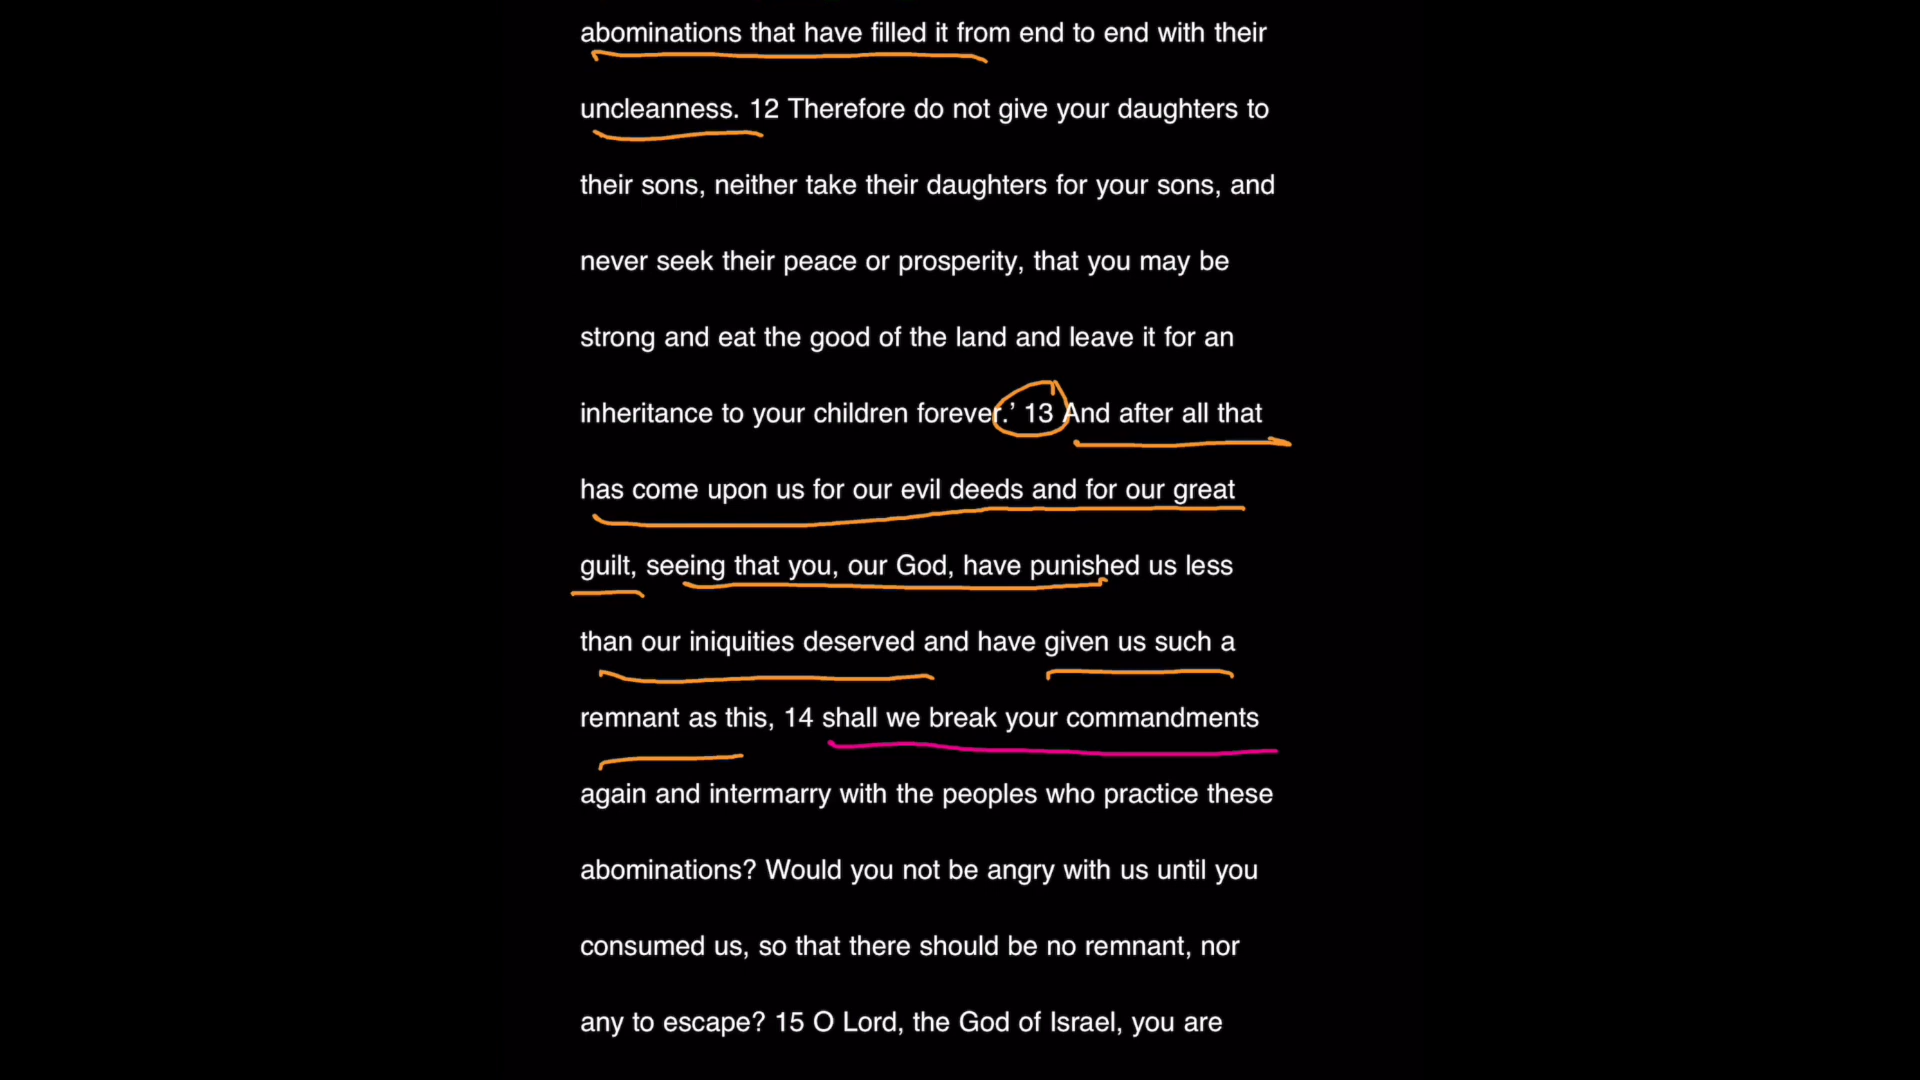 abominations that have filled it from end to end with their
uncleanness. 12 Therefore do not give your daughters to
their sons, neither take their daughters for your sons, and
never seek their peace or prosperity, that you may be
strong and eat the good of the land and leave it for an
inheritance to your children forever.’ 13 And after all that
has come upon us for our evil deeds and for our great
guilt, seeing that you, our God, have punished us less
than our iniquities deserved and have given us such a
remnant as this, 14 shall we break your commandments
again and intermarry with the peoples who practice these
abominations? Would you not be angry with us until you
consumed us, so that there should be no remnant, nor
any to escape? 15 O Lord, the God of Israel, you are